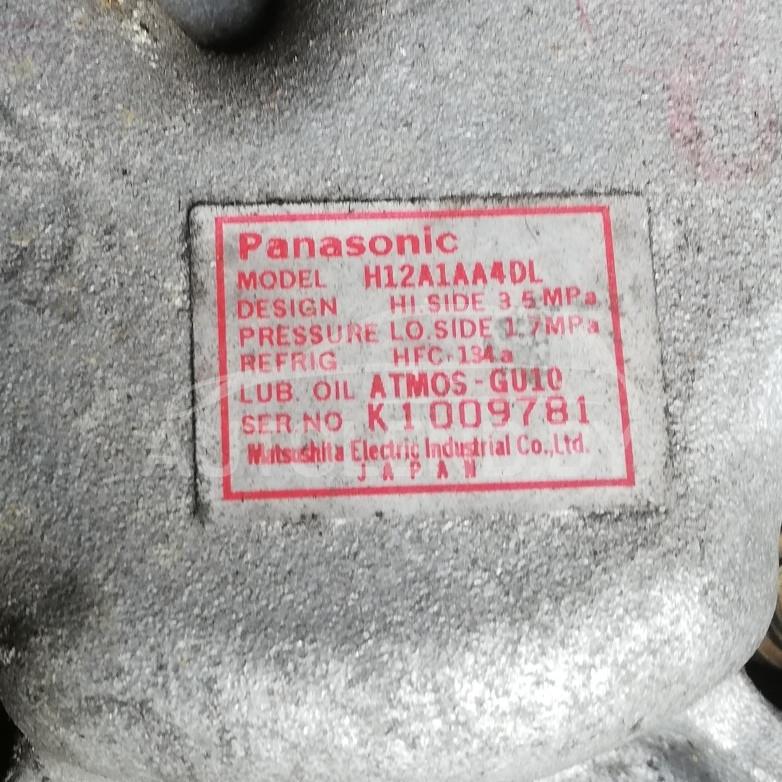 Panasonic
MODEL H12A1AA4DL
DESIGN HI.SIDE 3.5MPa
PRESSURE LO.SIDE 1.7MPa
REFRIG HFC-134a
LUB. OIL ATMOS-GU10
SER.NO K1009781
Matsushita Electric Industrial Co.,Ltd.
JAPAN